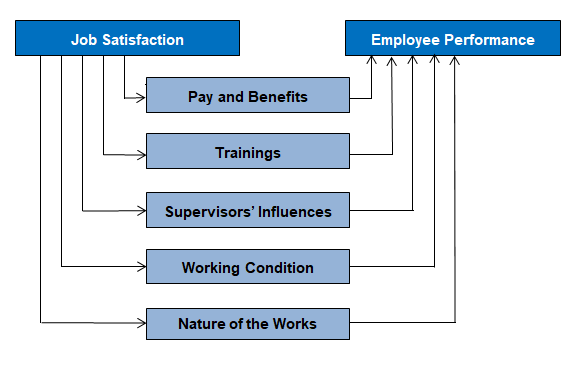 Job Satisfaction
Employee Performance
Pay and Benefits
Trainings
Supervisors’ Influences
Working Condition
Nature of the Works